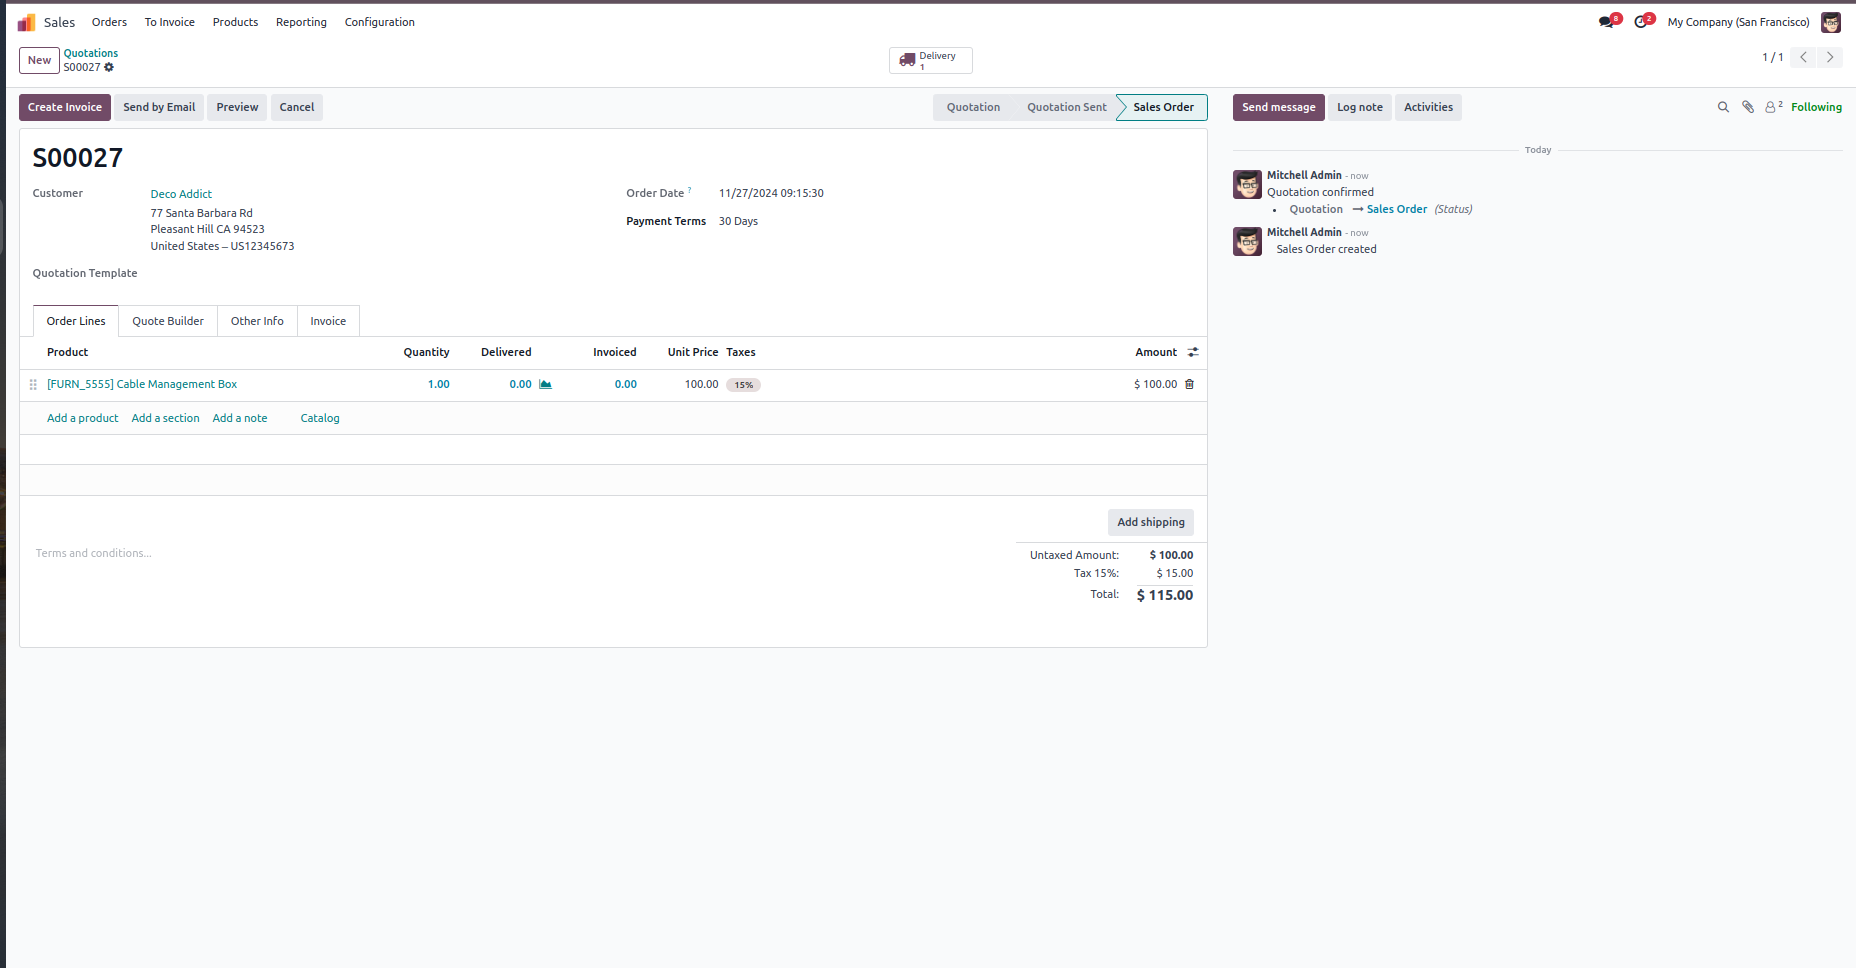 Sales Orders To Invoice Products Reporting Configuration 8 2 My Company (San Francisco)
New Quotations
S00027
Delivery
1
1 / 1
Create Invoice Send by Email Preview Cancel Quotation Quotation Sent Sales Order
Send message Log note Activities 2 Following
S00027
Customer Deco Addict
77 Santa Barbara Rd
Pleasant Hill CA 94523
United States – US12345673
Order Date ? 11/27/2024 09:15:30
Payment Terms 30 Days
Quotation Template
Order Lines Quote Builder Other Info Invoice
Product Quantity Delivered Invoiced Unit Price Taxes Amount
[FURN_5555] Cable Management Box 1.00 0.00 0.00 100.00 15% $ 100.00
Add a product Add a section Add a note Catalog
Add shipping
Terms and conditions...
Untaxed Amount: $ 100.00
Tax 15%: $ 15.00
Total: $ 115.00
Today
Mitchell Admin - now
Quotation confirmed
• Quotation → Sales Order (Status)
Mitchell Admin - now
Sales Order created